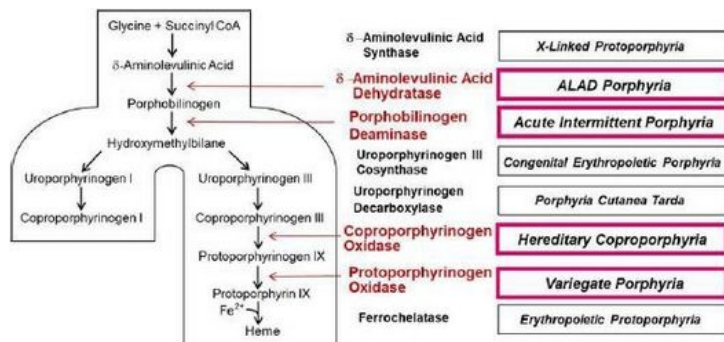 Glycine + Succinyl CoA
δ-Aminolevulinic Acid
Porphobilinogen
Hydroxymethylbilane
Uroporphyrinogen I
Coproporphyrinogen I
Uroporphyrinogen III
Coproporphyrinogen III
Protoporphyrinogen IX
Protoporphyrin IX
Fe²⁺
Heme
δ–Aminolevulinic Acid
Synthase
δ–Aminolevulinic Acid
Dehydratase
Porphobilinogen
Deaminase
Uroporphyrinogen III
Cosynthase
Uroporphyrinogen
Decarboxylase
Coproporphyrinogen
Oxidase
Protoporphyrinogen
Oxidase
Ferrochelatase
X-Linked Protoporphyria
ALAD Porphyria
Acute Intermittent Porphyria
Congenital Erythropoietic Porphyria
Porphyria Cutanea Tarda
Hereditary Coproporphyria
Variegate Porphyria
Erythropoietic Protoporphyria